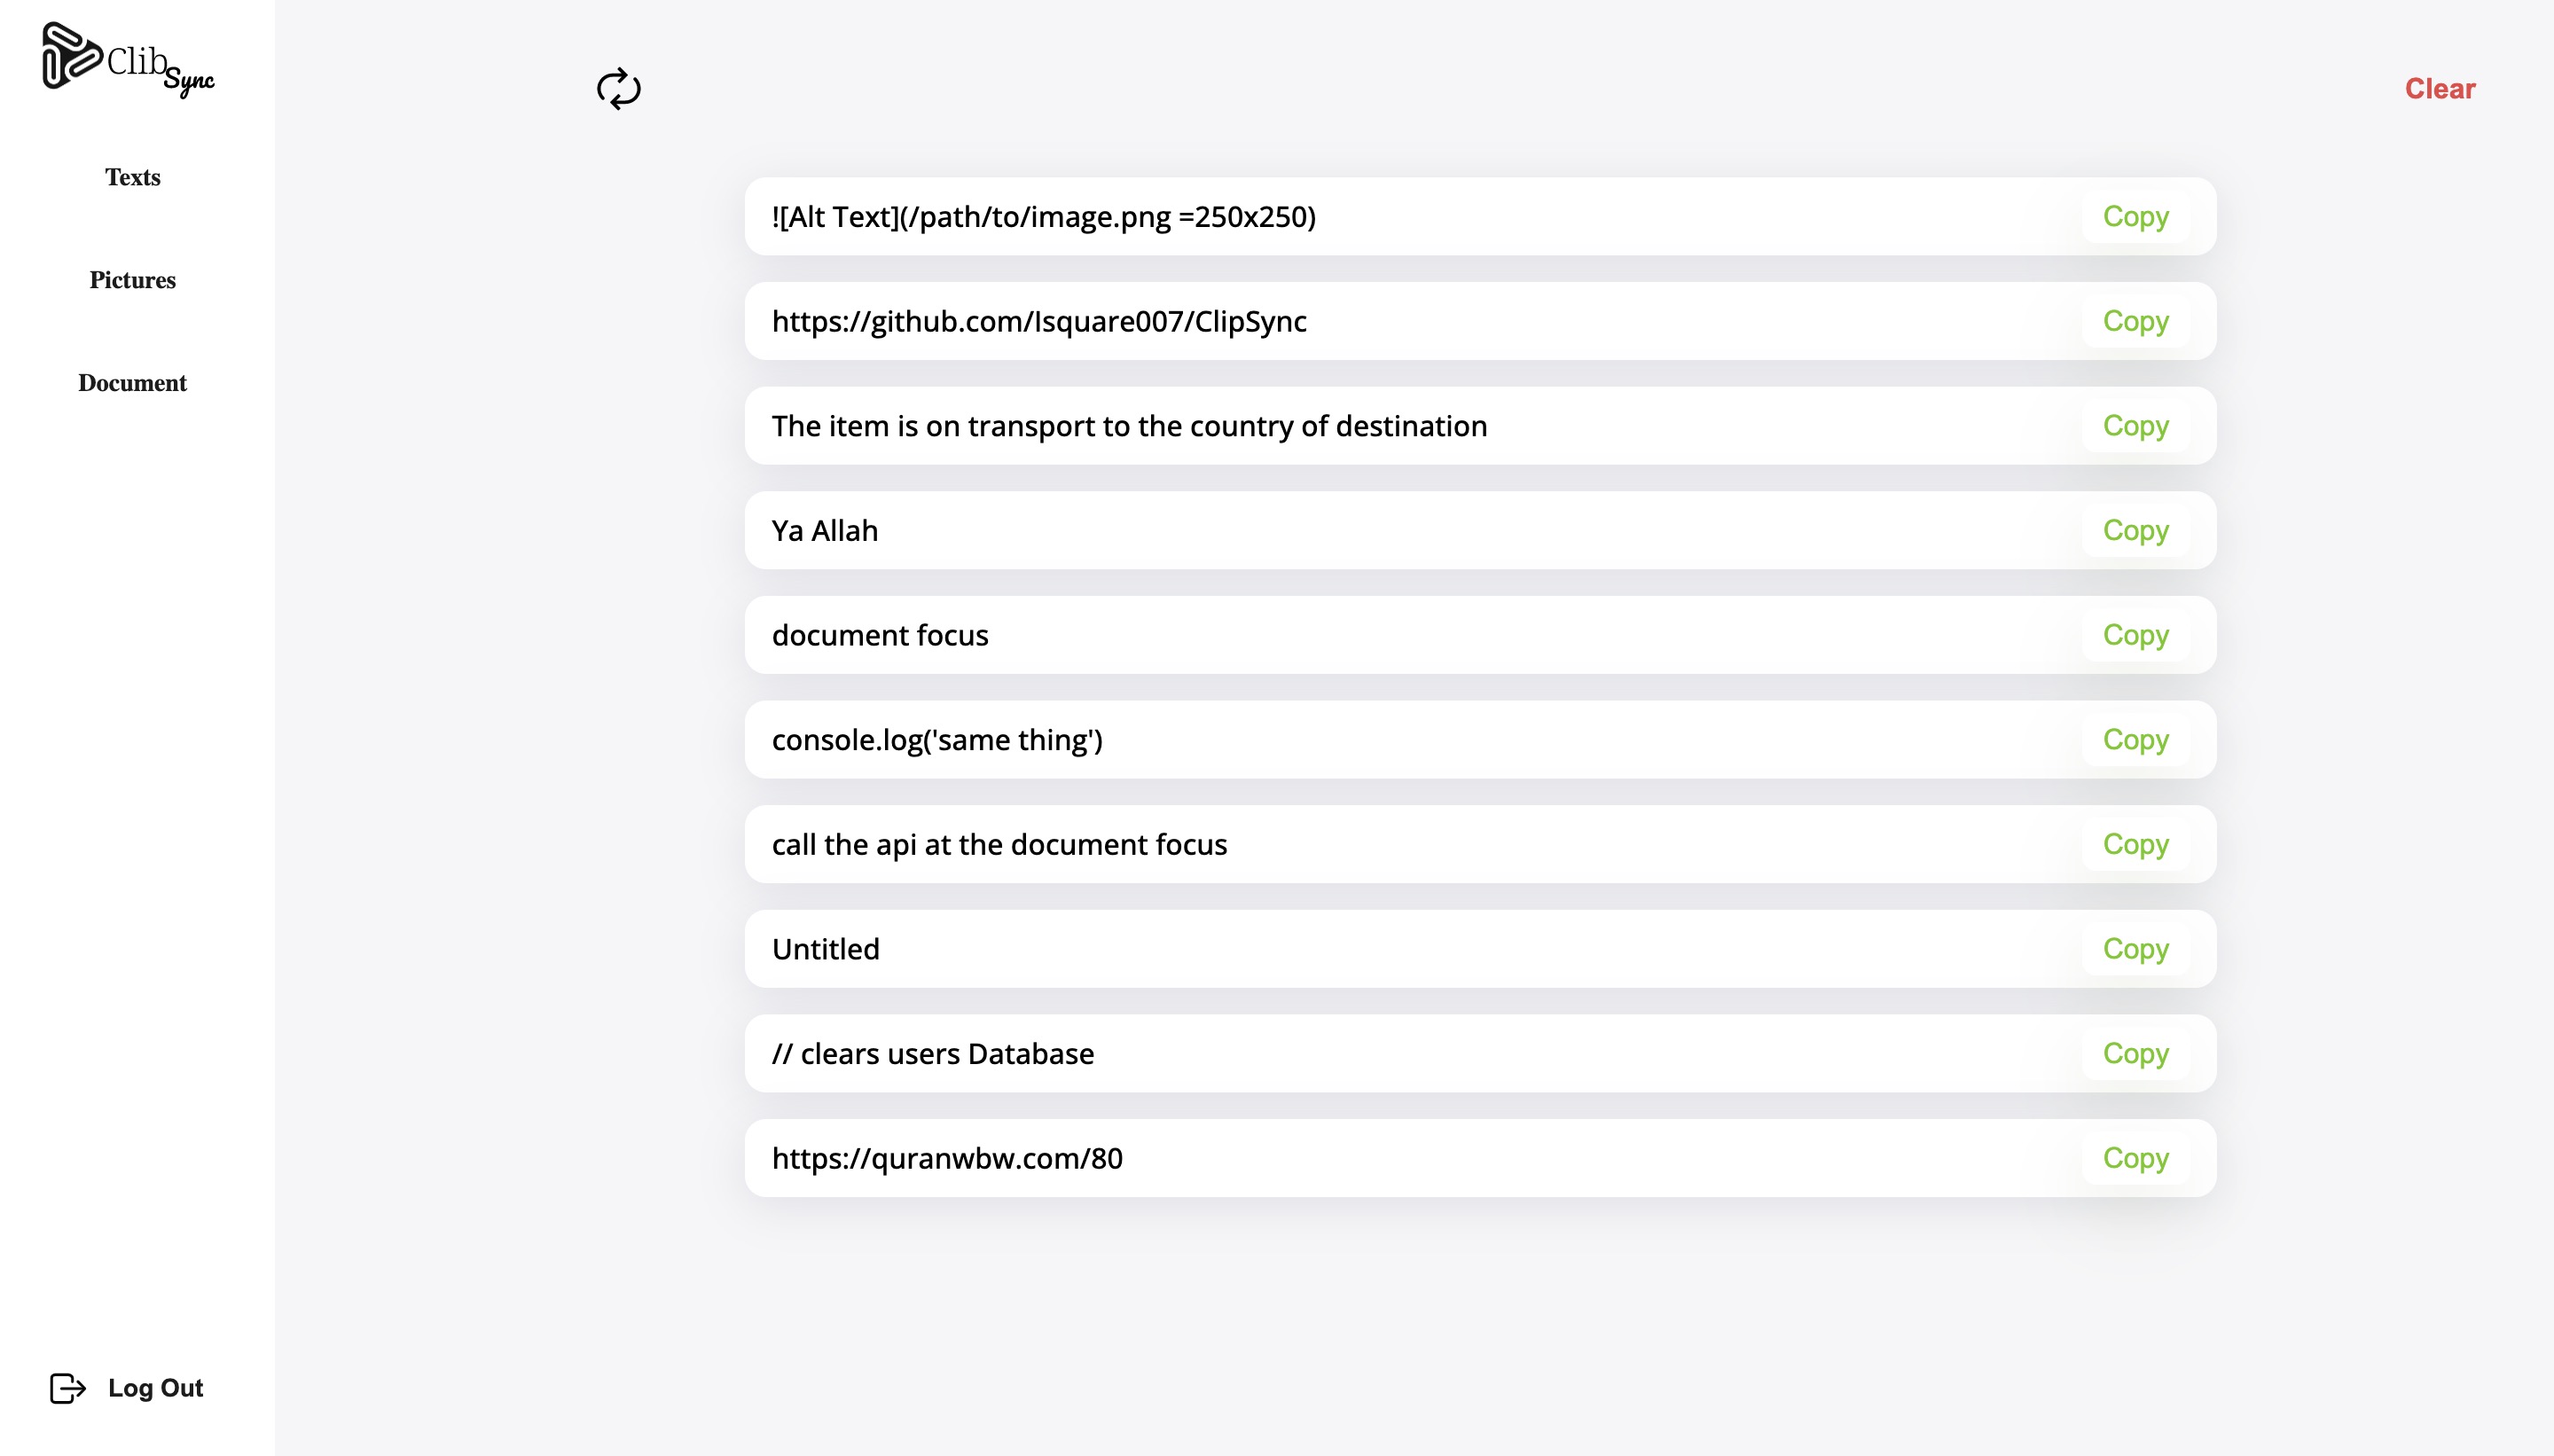 Clib
Sync
Clear
Texts
Pictures
Document
![Alt Text](/path/to/image.png =250x250) Copy
https://github.com/Isquare007/ClipSync Copy
The item is on transport to the country of destination Copy
Ya Allah Copy
document focus Copy
console.log('same thing') Copy
call the api at the document focus Copy
Untitled Copy
// clears users Database Copy
https://quranwbw.com/80 Copy
Log Out